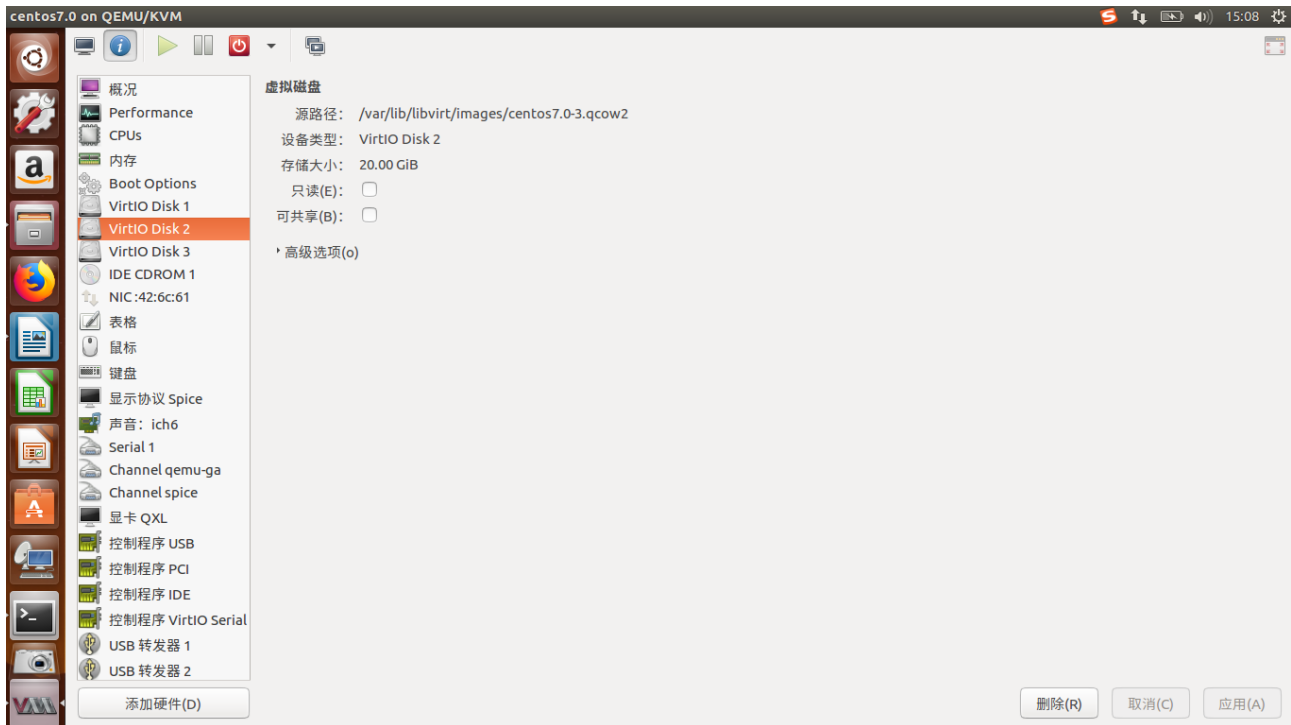 centos7.0 on QEMU/KVM
15:08
概况
Performance
CPUs
内存
Boot Options
VirtIO Disk 1
VirtIO Disk 2
VirtIO Disk 3
IDE CDROM 1
NIC :42:6c:61
表格
鼠标
键盘
显示协议 Spice
声音：ich6
Serial 1
Channel qemu-ga
Channel spice
显卡 QXL
控制程序 USB
控制程序 PCI
控制程序 IDE
控制程序 VirtIO Serial
USB 转发器 1
USB 转发器 2
添加硬件(D)
虚拟磁盘
源路径： /var/lib/libvirt/images/centos7.0-3.qcow2
设备类型： VirtIO Disk 2
存储大小： 20.00 GiB
只读(E)：
可共享(B)：
高级选项(o)
删除(R)
取消(C)
应用(A)